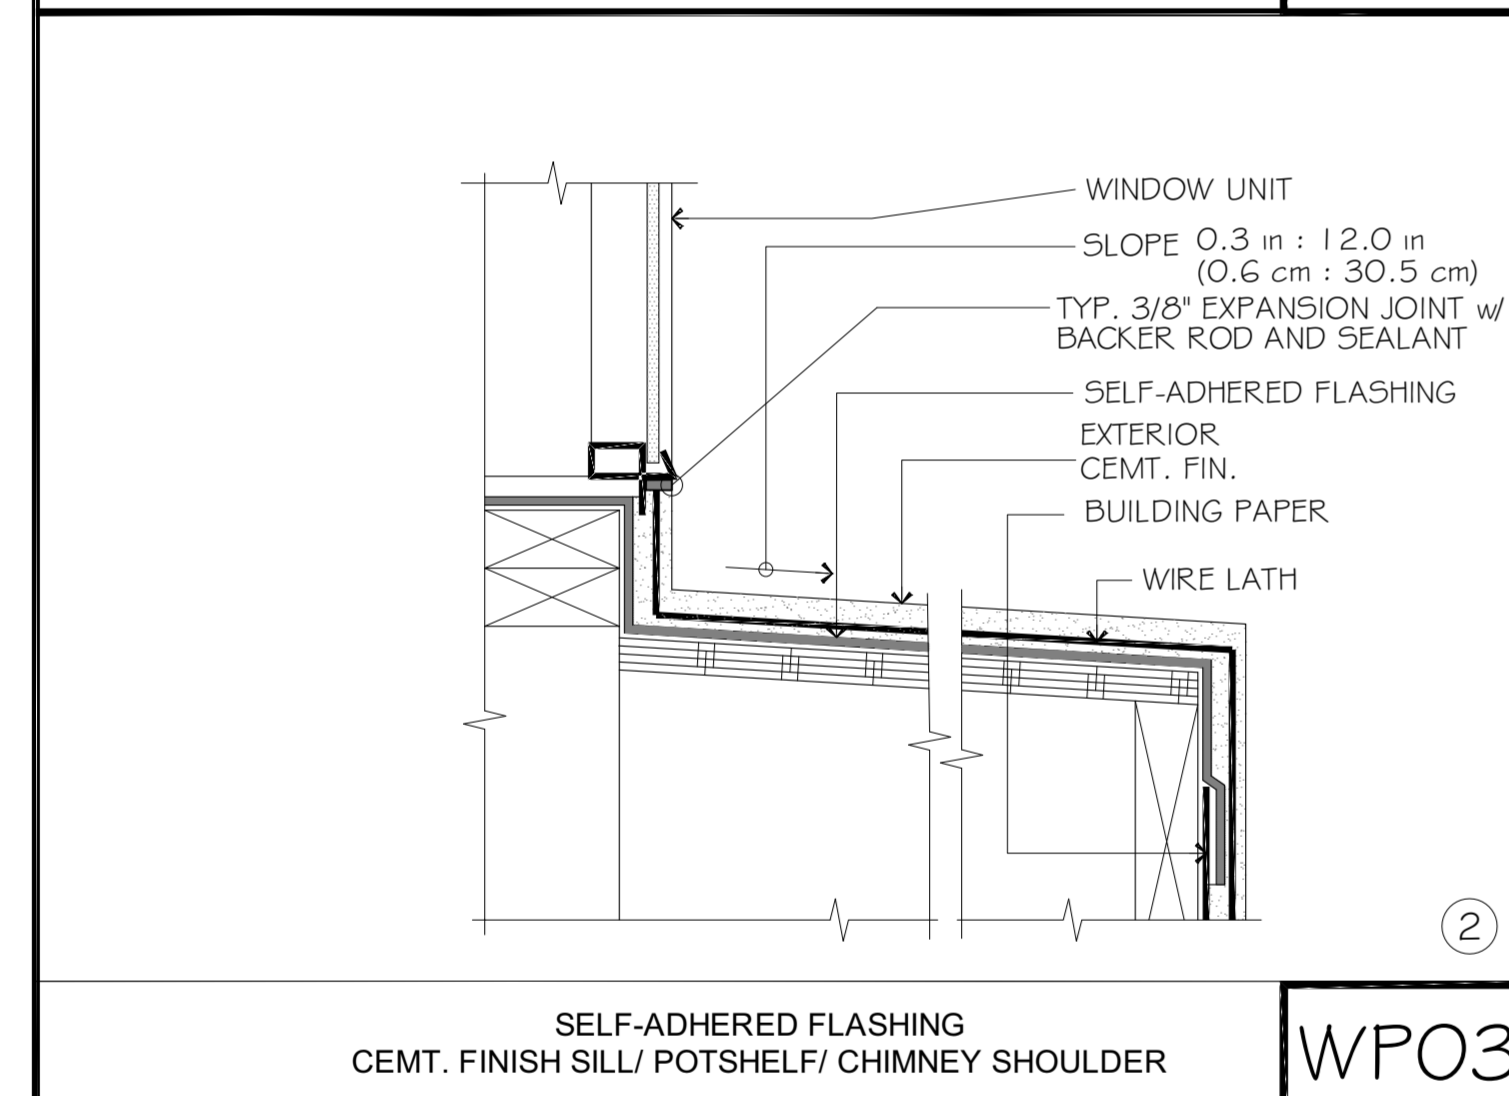 WINDOW UNIT
SLOPE 0.3 in : 12.0 in
(0.6 cm : 30.5 cm)
TYP. 3/8" EXPANSION JOINT w/
BACKER ROD AND SEALANT
SELF-ADHERED FLASHING
EXTERIOR
CEMT. FIN.
BUILDING PAPER
WIRE LATH
2
SELF-ADHERED FLASHING
CEMT. FINISH SILL/ POTSHELF/ CHIMNEY SHOULDER
WP03